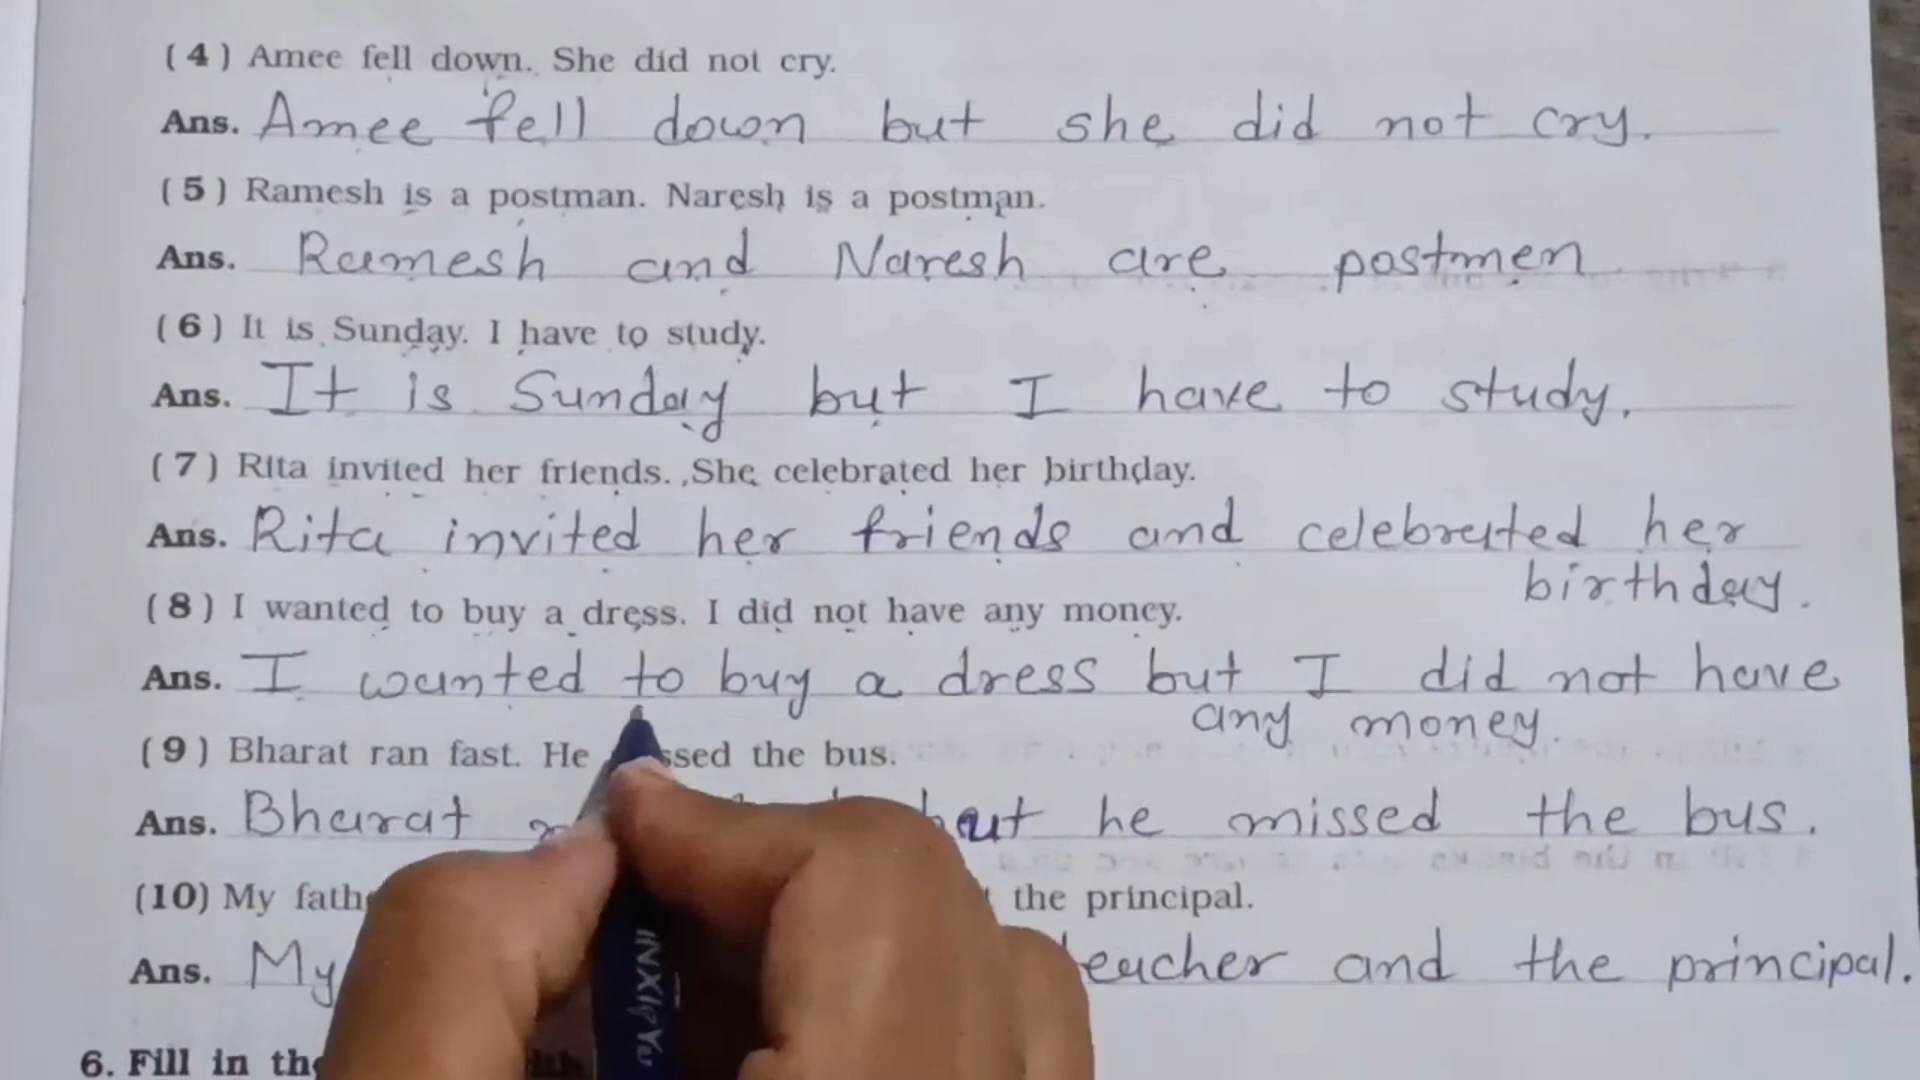 (4) Amee fell down. She did not cry.
Ans. Amee fell down but she did not cry.
(5) Ramesh is a postman. Naresh is a postman.
Ans. Ramesh and Naresh are postmen
(6) It is Sunday. I have to study.
Ans. It is Sunday but I have to study.
(7) Rita invited her friends. She celebrated her birthday.
Ans. Rita invited her friends and celebrated her
birthday.
(8) I wanted to buy a dress. I did not have any money.
Ans. I wanted to buy a dress but I did not have
any money.
(9) Bharat ran fast. He the bus.
Ans. Bharat but he missed the bus.
(10) My the principal.
Ans. My teacher and the principal.
6. Fill in